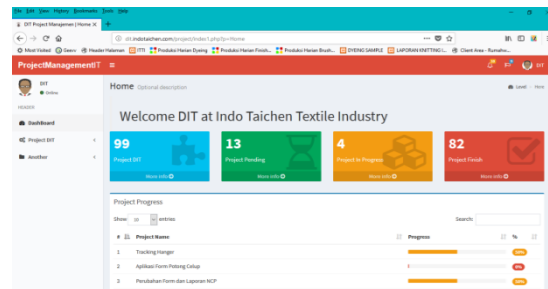 File Edit View History Bookmarks Tools Help
DIT Project Manajemen | Home X
dit.indotaichen.com/project/index1.php?p=Home
Most Visited Geeov Header Halaman ITTI Produksi Harian Dyeing Produksi Harian Finish... Produksi Harian Brush... DYEING SAMPLE LAPORAN KNITTING L... Client Area - Rumahw...
ProjectManagementIT
DIT
DIT
Online
Home Optional description
Level Here
HEADER
Dashboard
Project DIT
Another
Welcome DIT at Indo Taichen Textile Industry
99 13 4 82
Project DIT Project Pending Project In Progress Project Finish
More info More info More info More info
Project Progress
Show 10 entries Search:
# Project Name Progress %
1 Tracking Hanger
2 Aplikasi Form Potong Celup
3 Perubahan Form dan Laporan NCP